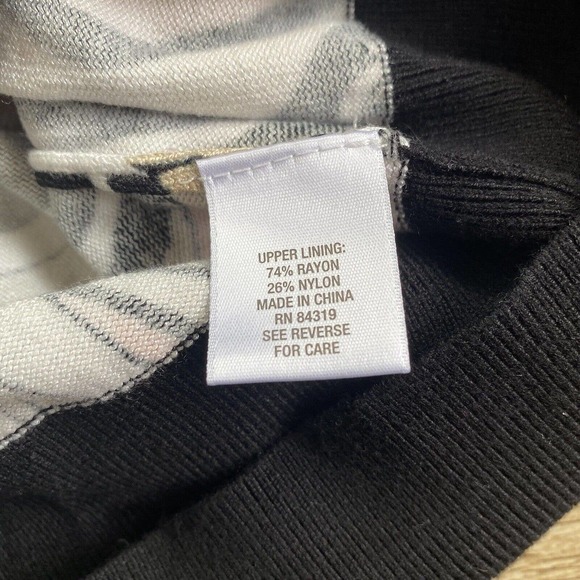 UPPER LINING:
74% RAYON
26% NYLON
MADE IN CHINA
RN 84319
SEE REVERSE
FOR CARE